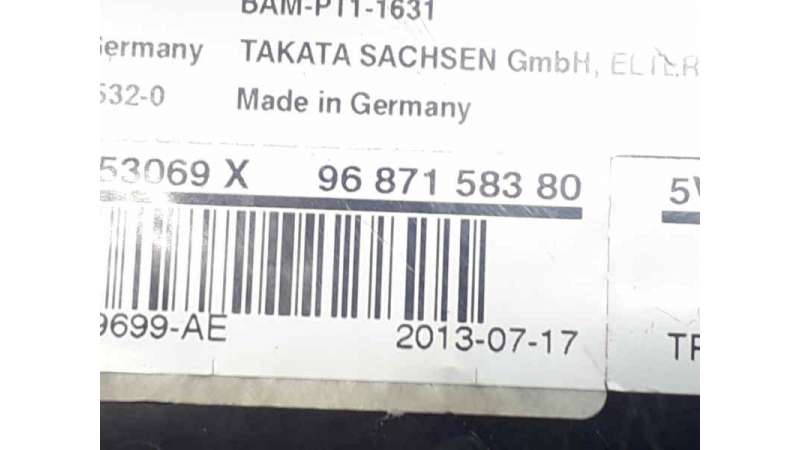 BAM-PT1-1631
Germany TAKATA SACHSEN GmbH, ELTER
532-0 Made in Germany
53069 X 96 871 583 80 5V
9699-AE 2013-07-17 TR